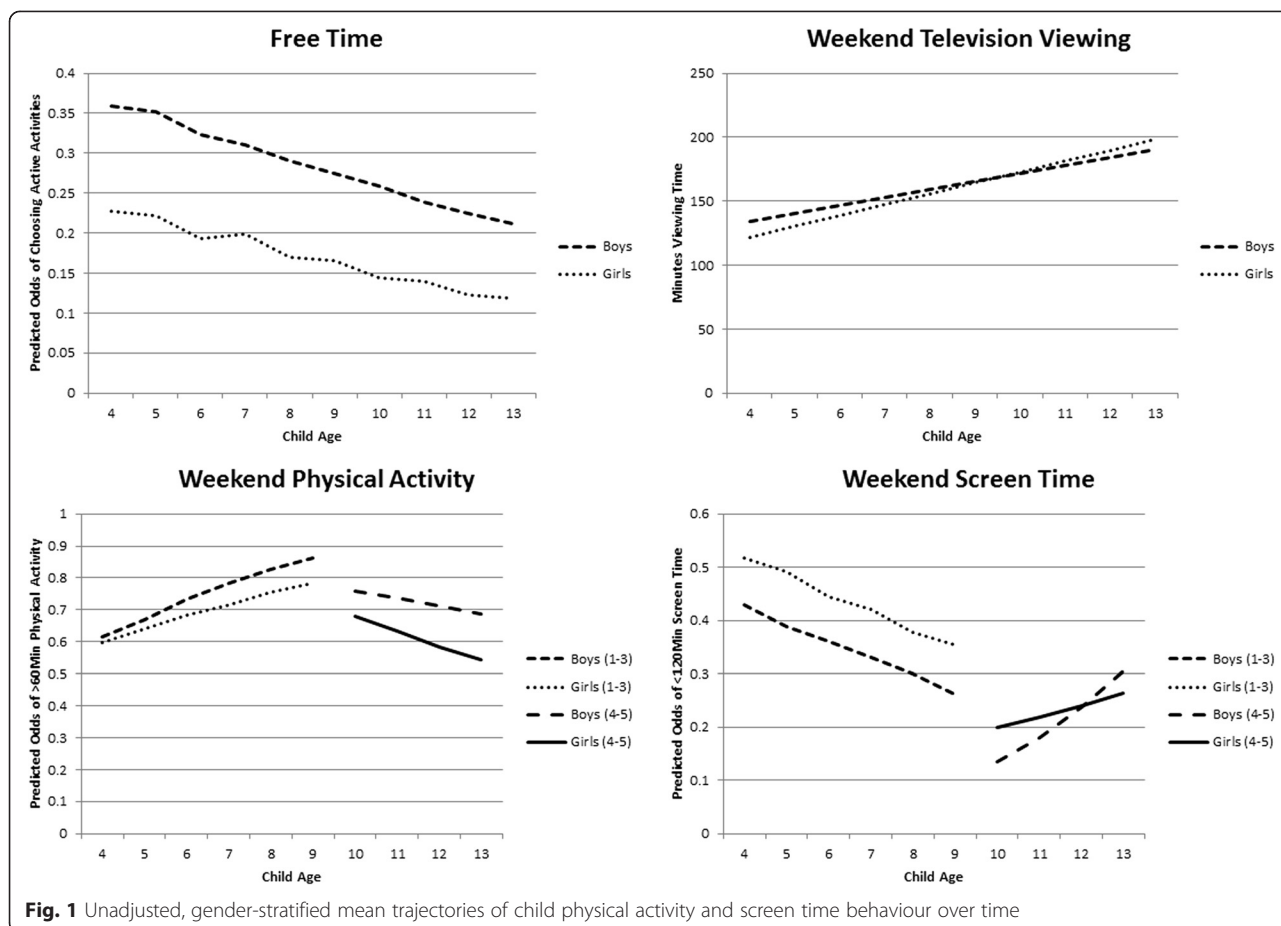 Free Time
Predicted Odds of Choosing Active Activities
0.4
0.35
0.3
0.25
0.2
0.15
0.1
0.05
0
4 5 6 7 8 9 10 11 12 13
Child Age
Boys
Girls
Weekend Television Viewing
Minutes Viewing Time
250
200
150
100
50
0
4 5 6 7 8 9 10 11 12 13
Child Age
Boys
Girls
Weekend Physical Activity
Predicted Odds of >60Min Physical Activity
1
0.9
0.8
0.7
0.6
0.5
0.4
0.3
0.2
0.1
0
4 5 6 7 8 9 10 11 12 13
Child Age
Boys (1-3)
Girls (1-3)
Boys (4-5)
Girls (4-5)
Weekend Screen Time
Predicted Odds of <120Min Screen Time
0.6
0.5
0.4
0.3
0.2
0.1
0
4 5 6 7 8 9 10 11 12 13
Child Age
Boys (1-3)
Girls (1-3)
Boys (4-5)
Girls (4-5)
Fig. 1 Unadjusted, gender-stratified mean trajectories of child physical activity and screen time behaviour over time